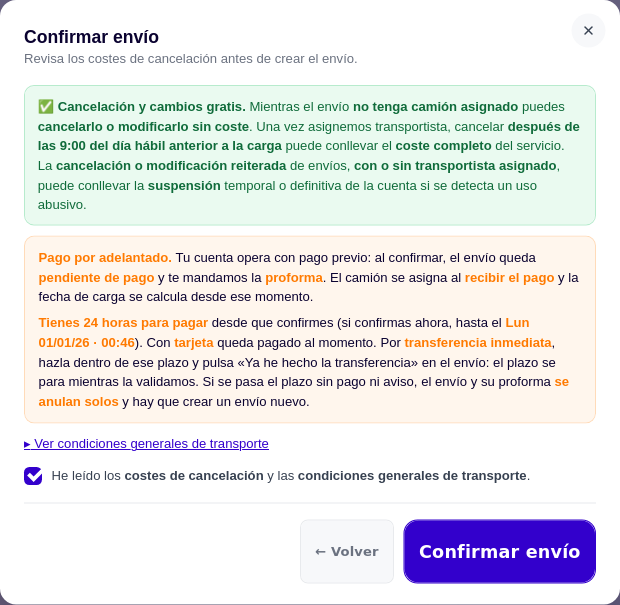 Confirmar envío
✕
Revisa los costes de cancelación antes de crear el envío.
✅ Cancelación y cambios gratis. Mientras el envío no tenga camión asignado puedes
cancelarlo o modificarlo sin coste. Una vez asignemos transportista, cancelar después de
las 9:00 del día hábil anterior a la carga puede conllevar el coste completo del servicio.
La cancelación o modificación reiterada de envíos, con o sin transportista asignado,
puede conllevar la suspensión temporal o definitiva de la cuenta si se detecta un uso
abusivo.
Pago por adelantado. Tu cuenta opera con pago previo: al confirmar, el envío queda
pendiente de pago y te mandamos la proforma. El camión se asigna al recibir el pago y la
fecha de carga se calcula desde ese momento.
Tienes 24 horas para pagar desde que confirmes (si confirmas ahora, hasta el Lun
01/01/26 · 00:46). Con tarjeta queda pagado al momento. Por transferencia inmediata,
hazla dentro de ese plazo y pulsa «Ya he hecho la transferencia» en el envío: el plazo se
para mientras la validamos. Si se pasa el plazo sin pago ni aviso, el envío y su proforma se
anulan solos y hay que crear un envío nuevo.
▸ Ver condiciones generales de transporte
He leído los costes de cancelación y las condiciones generales de transporte.
← Volver
Confirmar envío